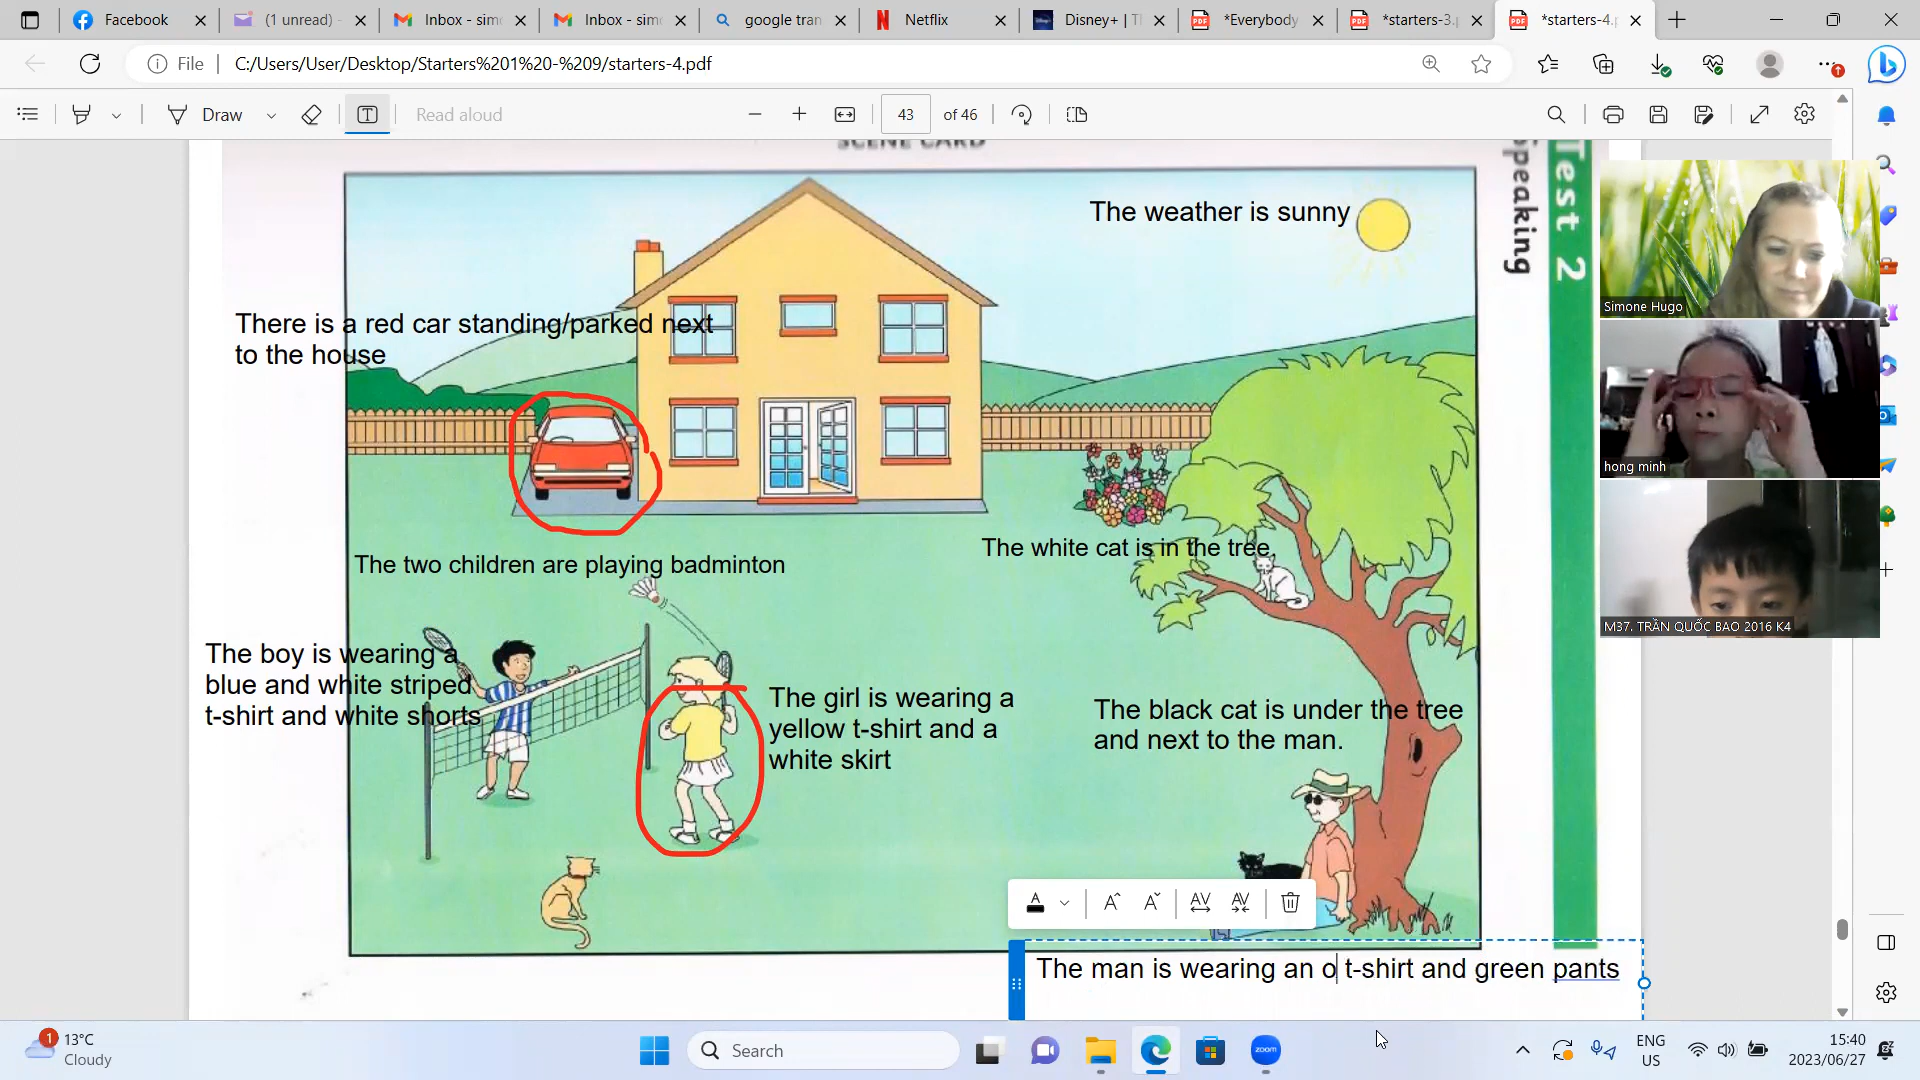 Facebook
(1 unread) -
Inbox - sim
Inbox - sim
google tran
Netflix
Disney+ | T
*Everybody
*starters-3.p
*starters-4.p
File
C:/Users/User/Desktop/Starters%201%20-%209/starters-4.pdf
Draw
Read aloud
43
of 46
SCENE CARD
Test 2
Speaking
The weather is sunny
There is a red car standing/parked next
to the house
The two children are playing badminton
The white cat is in the tree.
The boy is wearing a
blue and white striped
t-shirt and white shorts
The girl is wearing a
yellow t-shirt and a
white skirt
The black cat is under the tree
and next to the man.
The man is wearing an o t-shirt and green pants
Simone Hugo
hong minh
M37. TRẦN QUỐC BAO 2016 K4
1
13°C
Cloudy
Search
zoom
ENG
US
15:40
2023/06/27